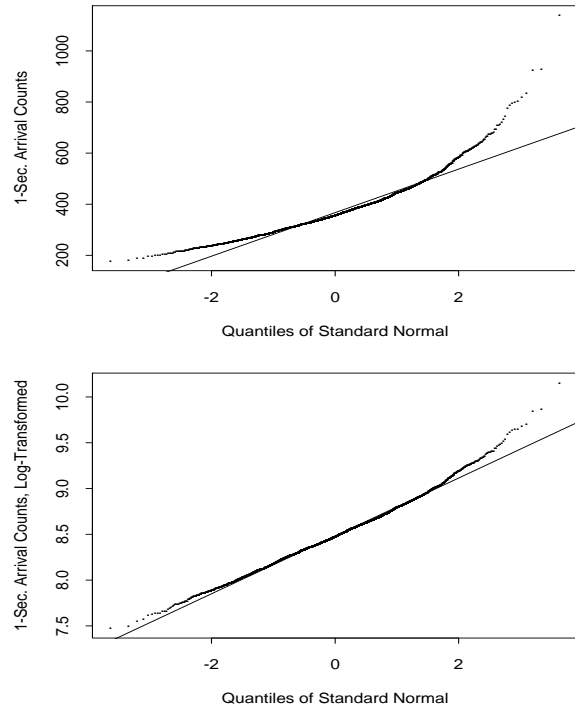 1-Sec. Arrival Counts
1000
800
600
400
200
-2 0 2
Quantiles of Standard Normal
1-Sec. Arrival Counts, Log-Transformed
10.0
9.5
9.0
8.5
8.0
7.5
-2 0 2
Quantiles of Standard Normal